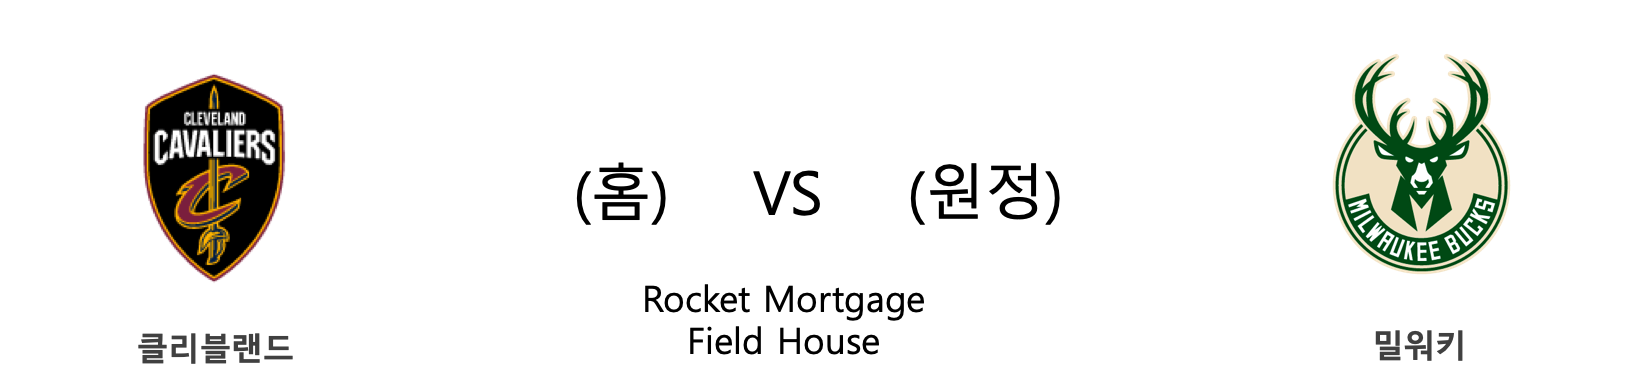 CLEVELAND
CAVALIERS
C
클리블랜드
(홈) VS (원정)
Rocket Mortgage
Field House
MILWAUKEE BUCKS
밀워키